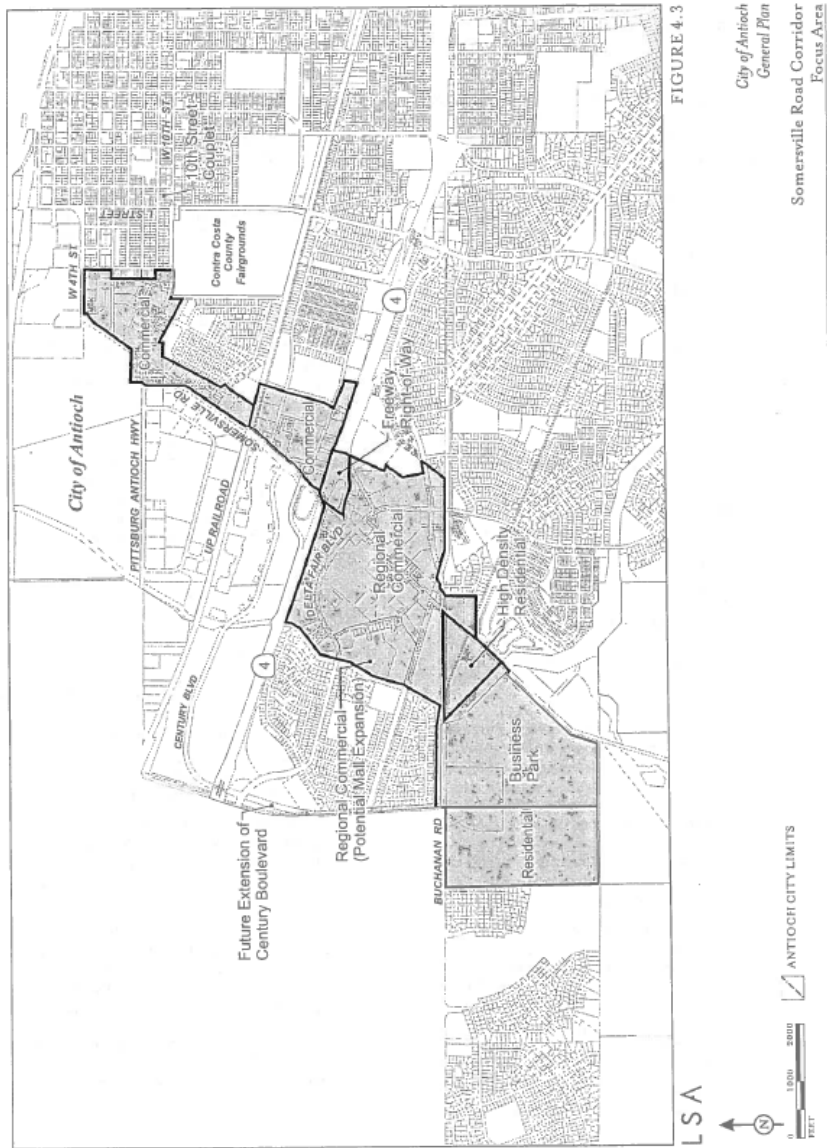 City of Antioch
W 4TH ST
L STREET
W 10TH ST
10th Street
Couplet
Contra Costa
County
Fairgrounds
Commercial
PITTSBURG ANTIOCH HWY
SOMERSVILLE RD
UP RAILROAD
CENTURY BLVD
4
4
Commercial
Freeway
Right-of-Way
DELTA FAIR BLVD
Regional
Commercial
Future Extension of
Century Boulevard
Regional Commercial
(Potential Mall Expansion)
High Density
Residential
BUCHANAN RD
Business
Park
Residential
LSA
FIGURE 4.3
N
0 1000 2000
FEET
ANTIOCH CITY LIMITS
City of Antioch
General Plan
Somersville Road Corridor
Focus Area